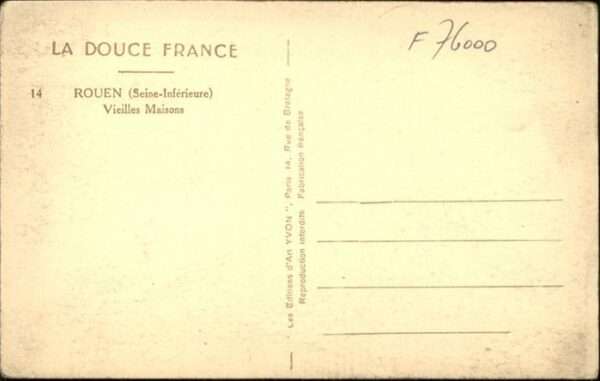 LA DOUCE FRANCE
14 ROUEN (Seine-Inférieure)
Vieilles Maisons
Les Editions d'Art YVON", Paris 14, Rue de Bretagne
Reproduction interdite Fabrication française
F 76000